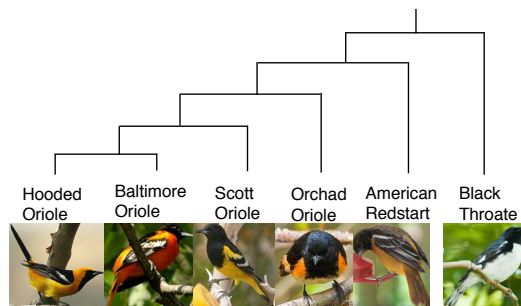 Hooded
Oriole
Baltimore
Oriole
Scott
Oriole
Orchad
Oriole
American
Redstart
Black
Throate